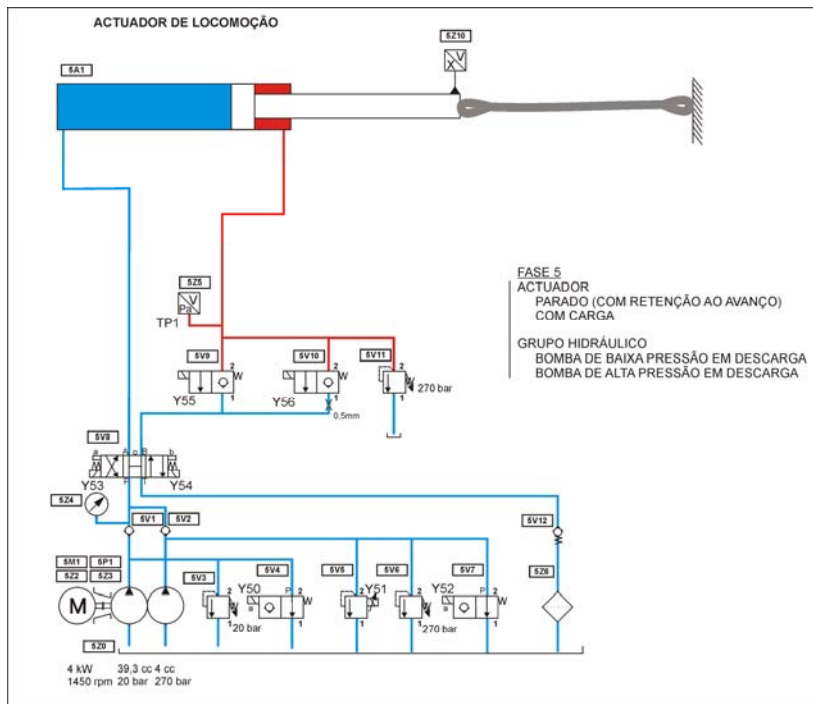 ACTUADOR DE LOCOMOÇÃO
5Z10
V
X
5A1
5Z5
V
Pa
TP1
FASE 5
ACTUADOR
PARADO (COM RETENÇÃO AO AVANÇO)
COM CARGA
GRUPO HIDRÁULICO
BOMBA DE BAIXA PRESSÃO EM DESCARGA
BOMBA DE ALTA PRESSÃO EM DESCARGA
5V9 2 W 1
Y55
5V10 2 W 1
Y56
0,5mm
5V11 2 W 1
270 bar
5V8
a A o B b
P T
Y53 Y54
5Z4
5V1 5V2
5V12
5M1 5P1
5Z2 5Z3
M
5V3 2 W 1
20 bar
Y50
5V4
a P 2 W 1
5V5 2 1
Y51
5V6 2 W 1
270 bar
Y52
5V7
a P 2 W 1
5Z6
5Z0
4 kW 39,3 cc 4 cc
1450 rpm 20 bar 270 bar